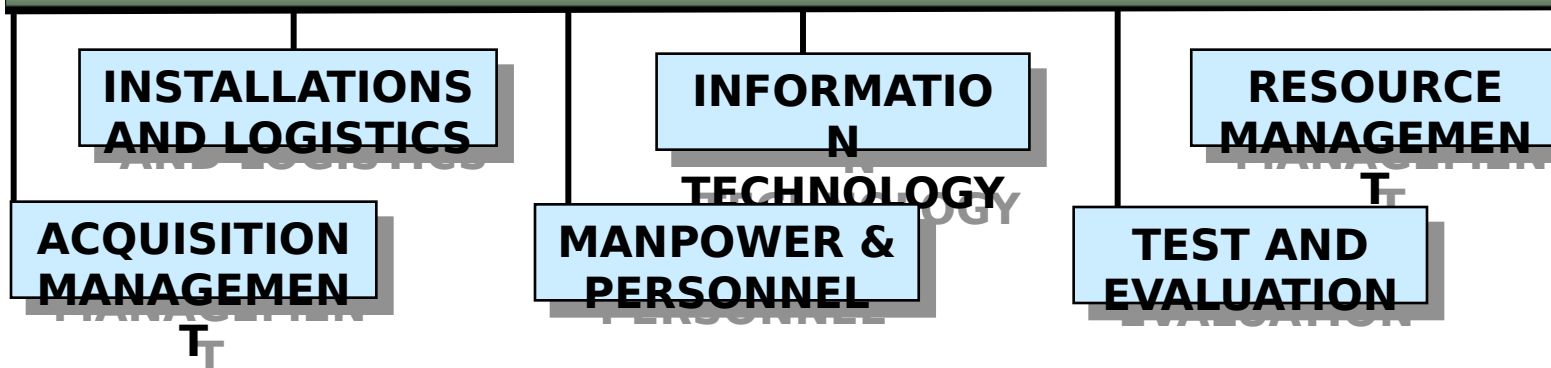 INSTALLATIONS
AND LOGISTICS
INFORMATIO
N
TECHNOLOGY
RESOURCE
MANAGEMEN
T
ACQUISITION
MANAGEMEN
T
MANPOWER &
PERSONNEL
TEST AND
EVALUATION